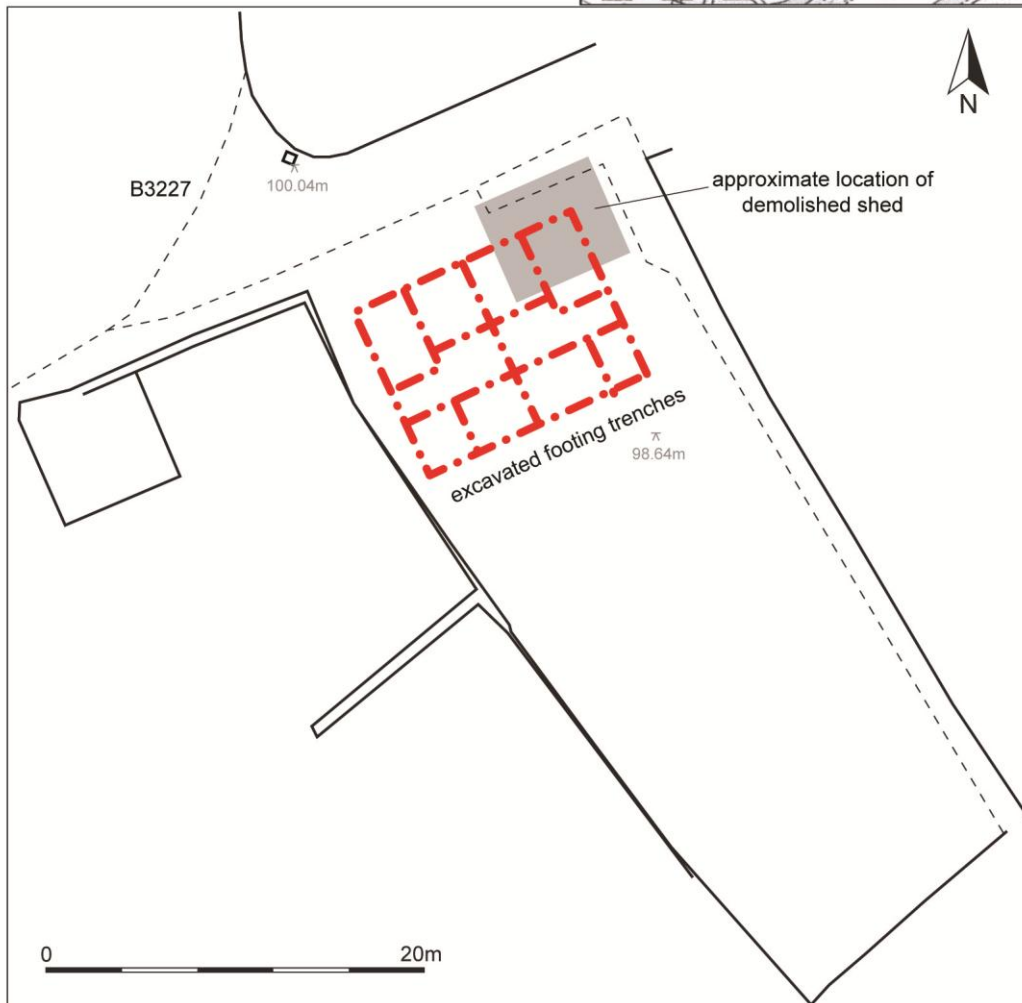 N
B3227
100.04m
approximate location of
demolished shed
excavated footing trenches
98.64m
0
20m